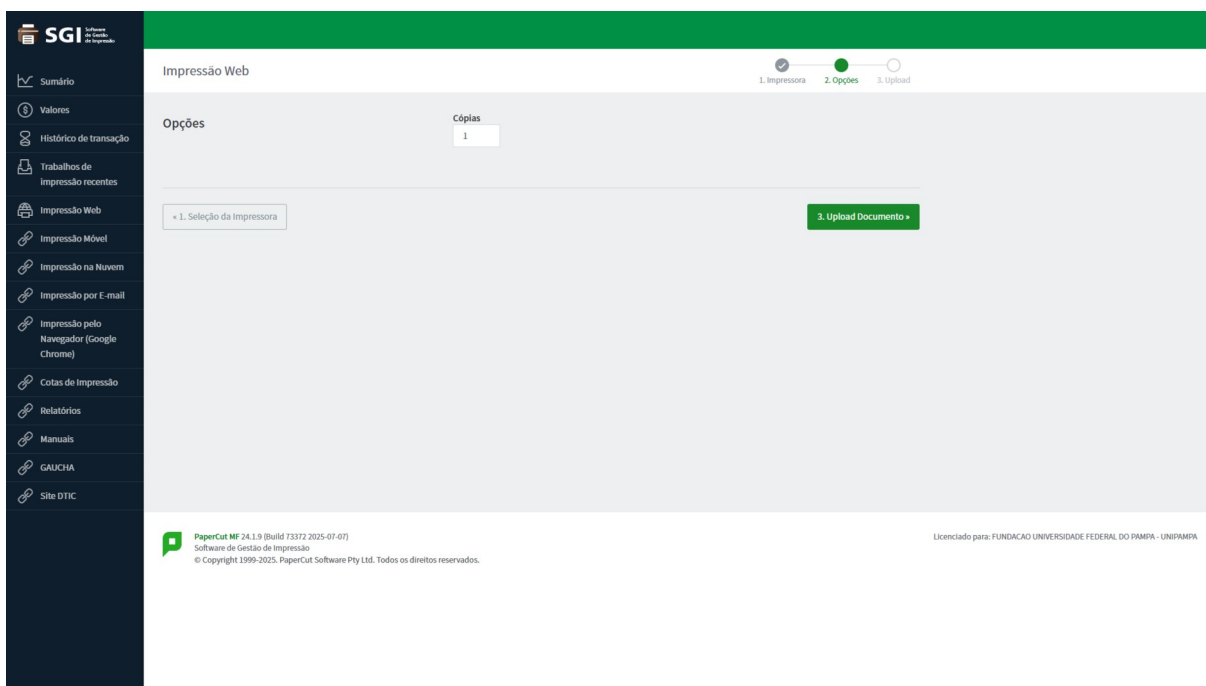 SGI Software
de Gestão
de Impressão
Sumário
Valores
Histórico de transação
Trabalhos de
impressão recentes
Impressão Web
Impressão Móvel
Impressão na Nuvem
Impressão por E-mail
Impressão pelo
Navegador (Google
Chrome)
Cotas de Impressão
Relatórios
Manuais
GAUCHA
Site DTIC
Impressão Web
1. Impressora 2. Opções 3. Upload
Opções
Cópias
1
« 1. Seleção da Impressora
3. Upload Documento »
PaperCut MF 24.1.9 (Build 73372 2025-07-07)
Software de Gestão de Impressão
© Copyright 1999-2025. PaperCut Software Pty Ltd. Todos os direitos reservados.
Licenciado para: FUNDACAO UNIVERSIDADE FEDERAL DO PAMPA - UNIPAMPA